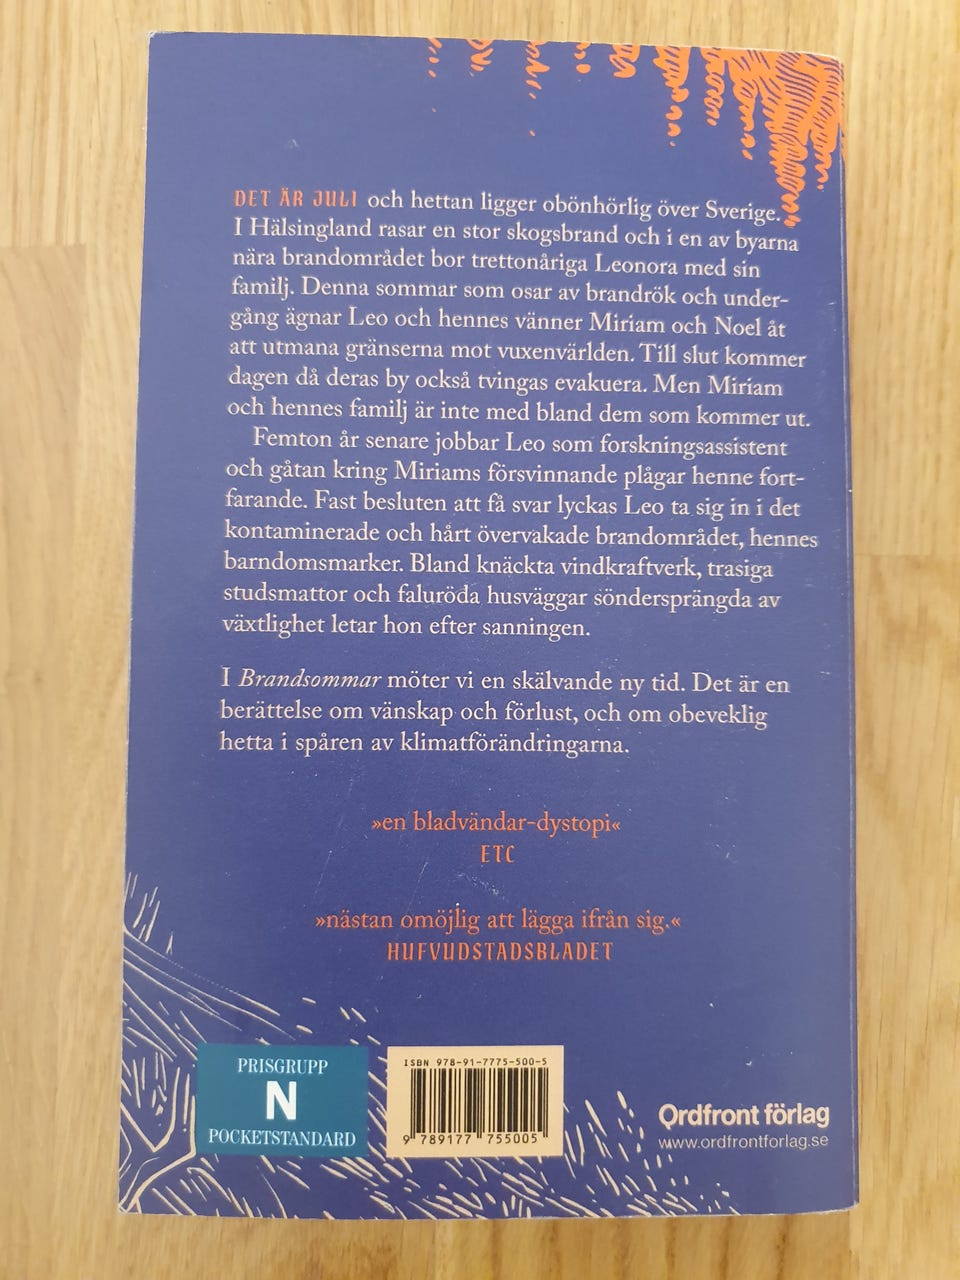 DET ÄR JULI och hettan ligger obönhörlig över Sverige.
I Hälsingland rasar en stor skogsbrand och i en av byarna
nära brandområdet bor trettonåriga Leonora med sin
familj. Denna sommar som osar av brandrök och under-
gång ägnar Leo och hennes vänner Miriam och Noel åt
att utmana gränserna mot vuxenvärlden. Till slut kommer
dagen då deras by också tvingas evakuera. Men Miriam
och hennes familj är inte med bland dem som kommer ut.
Femton år senare jobbar Leo som forskningsassistent
och gåtan kring Miriams försvinnande plågar henne fort-
farande. Fast besluten att få svar lyckas Leo ta sig in i det
kontaminerade och hårt övervakade brandområdet, hennes
barndomsmarker. Bland knäckta vindkraftverk, trasiga
studsmattor och faluröda husväggar söndersprängda av
växtlighet letar hon efter sanningen.
I Brandsommar möter vi en skälvande ny tid. Det är en
berättelse om vänskap och förlust, och om obeveklig
hetta i spåren av klimatförändringarna.
»en bladvändar-dystopi«
ETC
»nästan omöjlig att lägga ifrån sig.«
HUFVUDSTADSBLADET
PRISGRUPP
N
POCKETSTANDARD
ISBN 978-91-7775-500-5
9 789177 755005
Ordfront förlag
www.ordfrontforlag.se